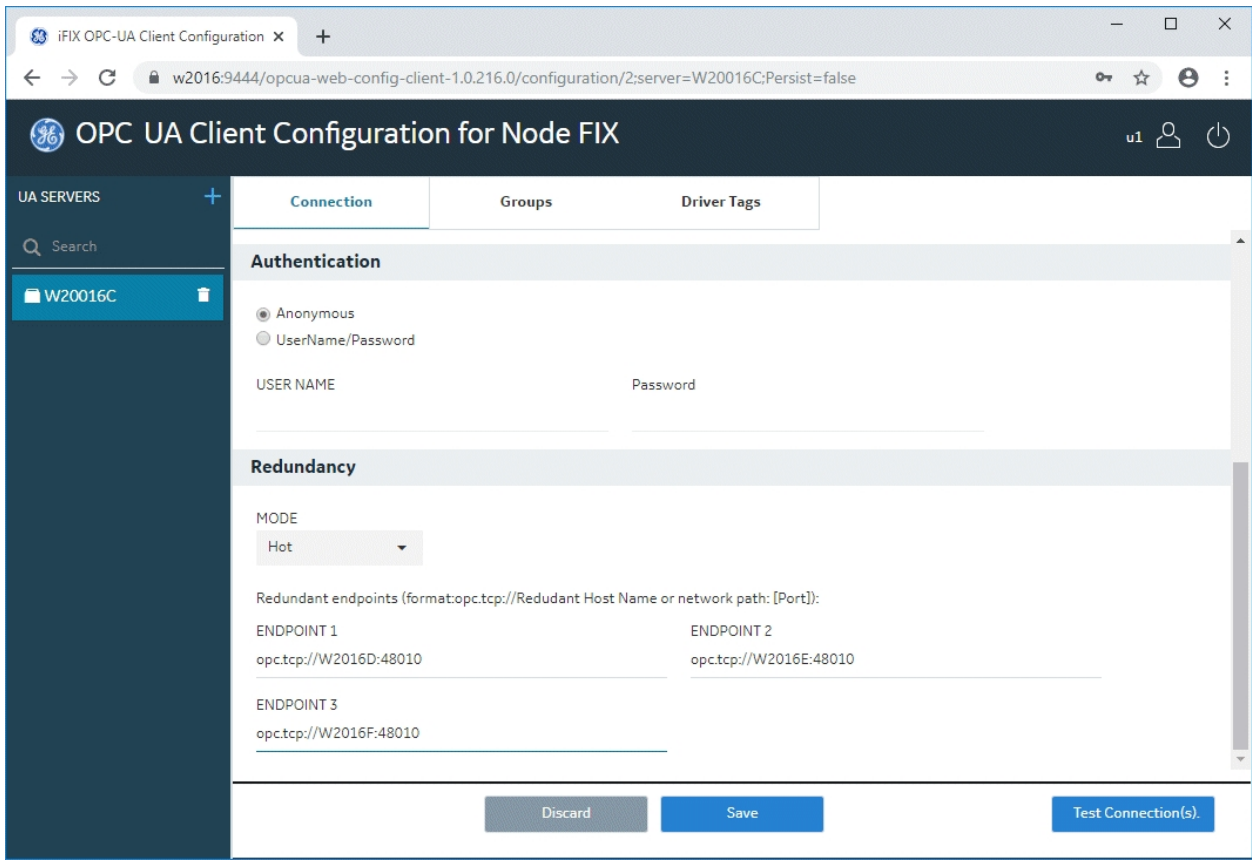 iFIX OPC-UA Client Configuration
w2016:9444/opcua-web-config-client-1.0.216.0/configuration/2;server=W20016C;Persist=false
OPC UA Client Configuration for Node FIX
u1
UA SERVERS
Connection Groups Driver Tags
Search
Authentication
W20016C
Anonymous
UserName/Password
USER NAME Password
Redundancy
MODE
Hot
Redundant endpoints (format:opc.tcp://Redudant Host Name or network path: [Port]):
ENDPOINT 1 ENDPOINT 2
opc.tcp://W2016D:48010 opc.tcp://W2016E:48010
ENDPOINT 3
opc.tcp://W2016F:48010
Discard Save Test Connection(s).